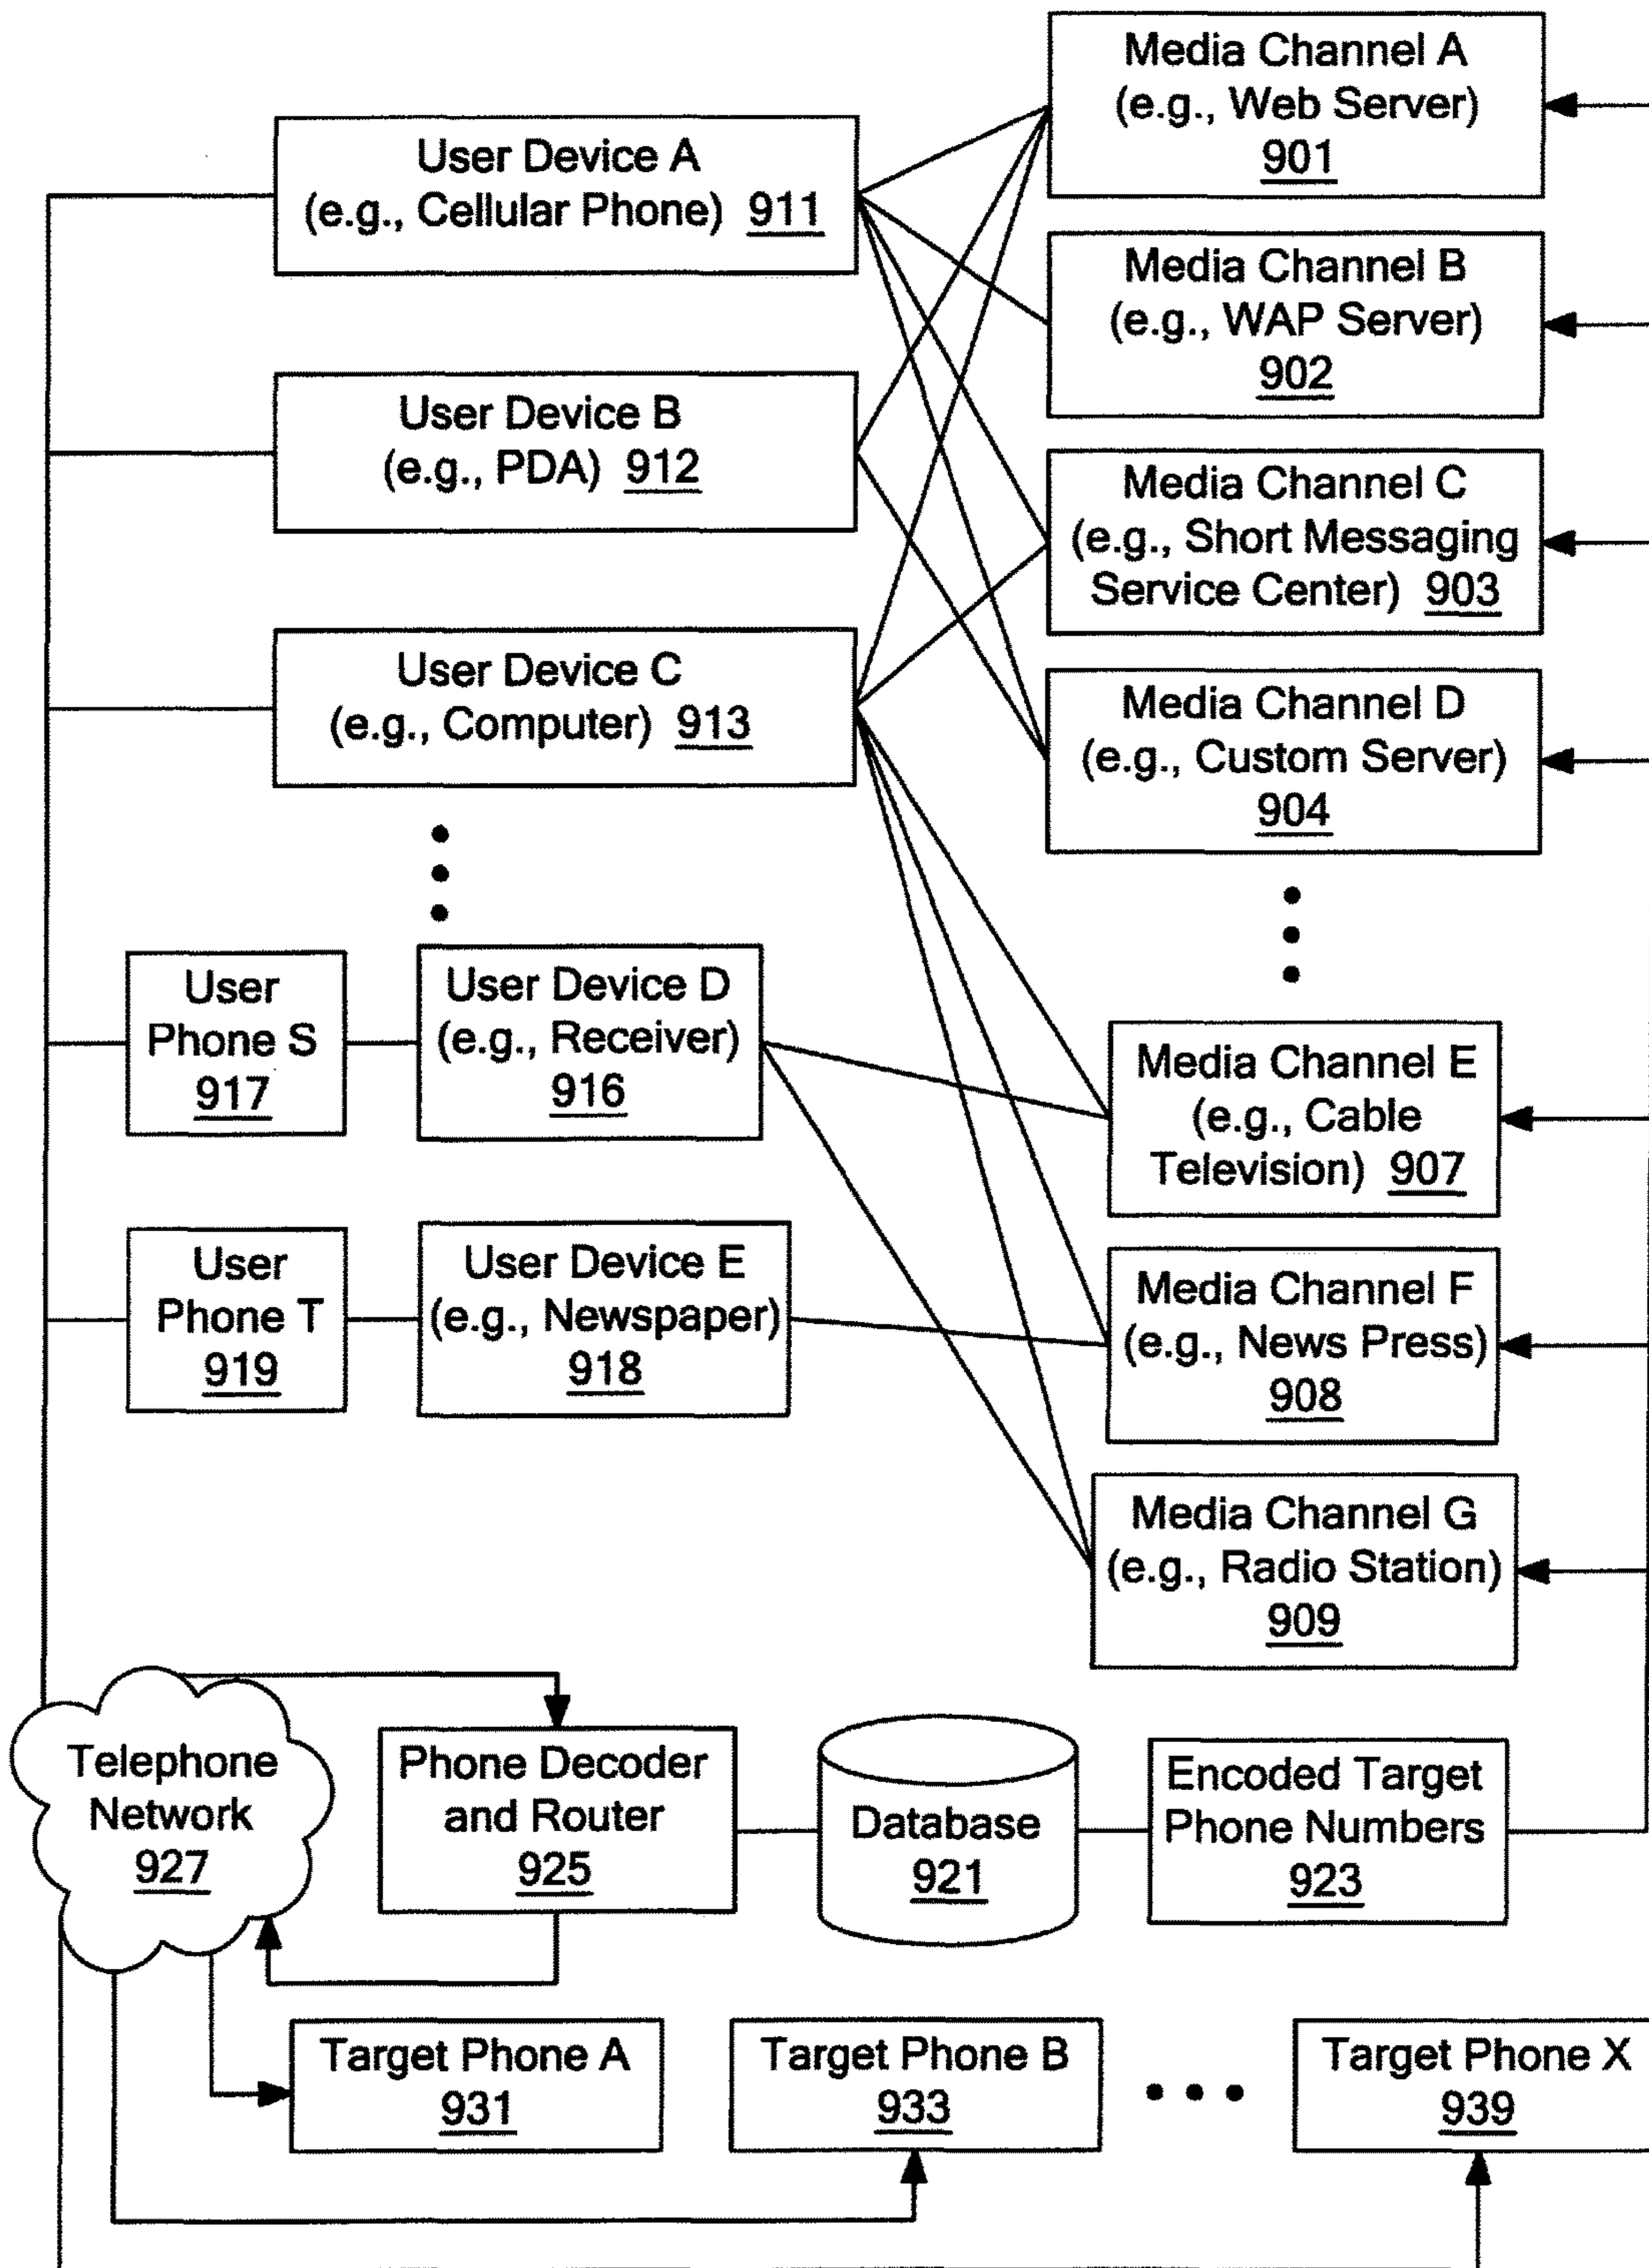 Media Channel A
(e.g., Web Server)
901
User Device A
(e.g., Cellular Phone) 911
Media Channel B
(e.g., WAP Server)
902
User Device B
(e.g., PDA) 912
Media Channel C
(e.g., Short Messaging
Service Center) 903
User Device C
(e.g., Computer) 913
Media Channel D
(e.g., Custom Server)
904
User
Phone S
917
User Device D
(e.g., Receiver)
916
Media Channel E
(e.g., Cable
Television) 907
User
Phone T
919
User Device E
(e.g., Newspaper)
918
Media Channel F
(e.g., News Press)
908
Media Channel G
(e.g., Radio Station)
909
Telephone
Network
927
Phone Decoder
and Router
925
Database
921
Encoded Target
Phone Numbers
923
Target Phone A
931
Target Phone B
933
Target Phone X
939